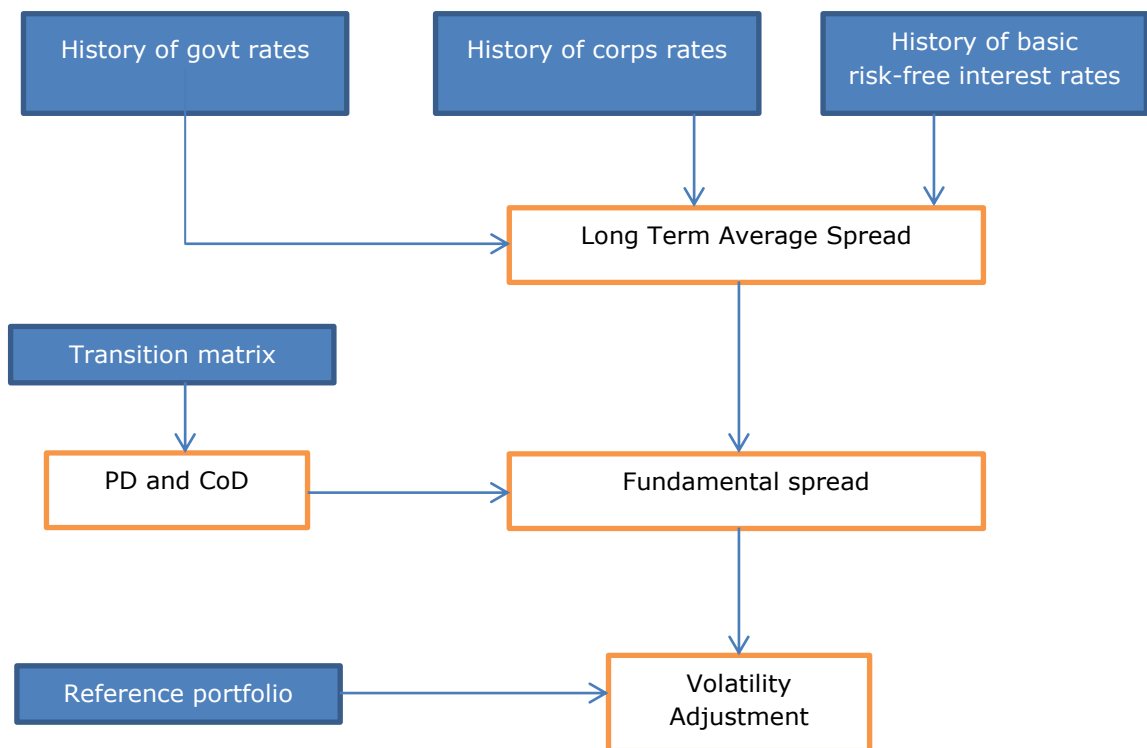 History of govt rates
History of corps rates
History of basic
risk-free interest rates
Long Term Average Spread
Transition matrix
PD and CoD
Fundamental spread
Reference portfolio
Volatility
Adjustment